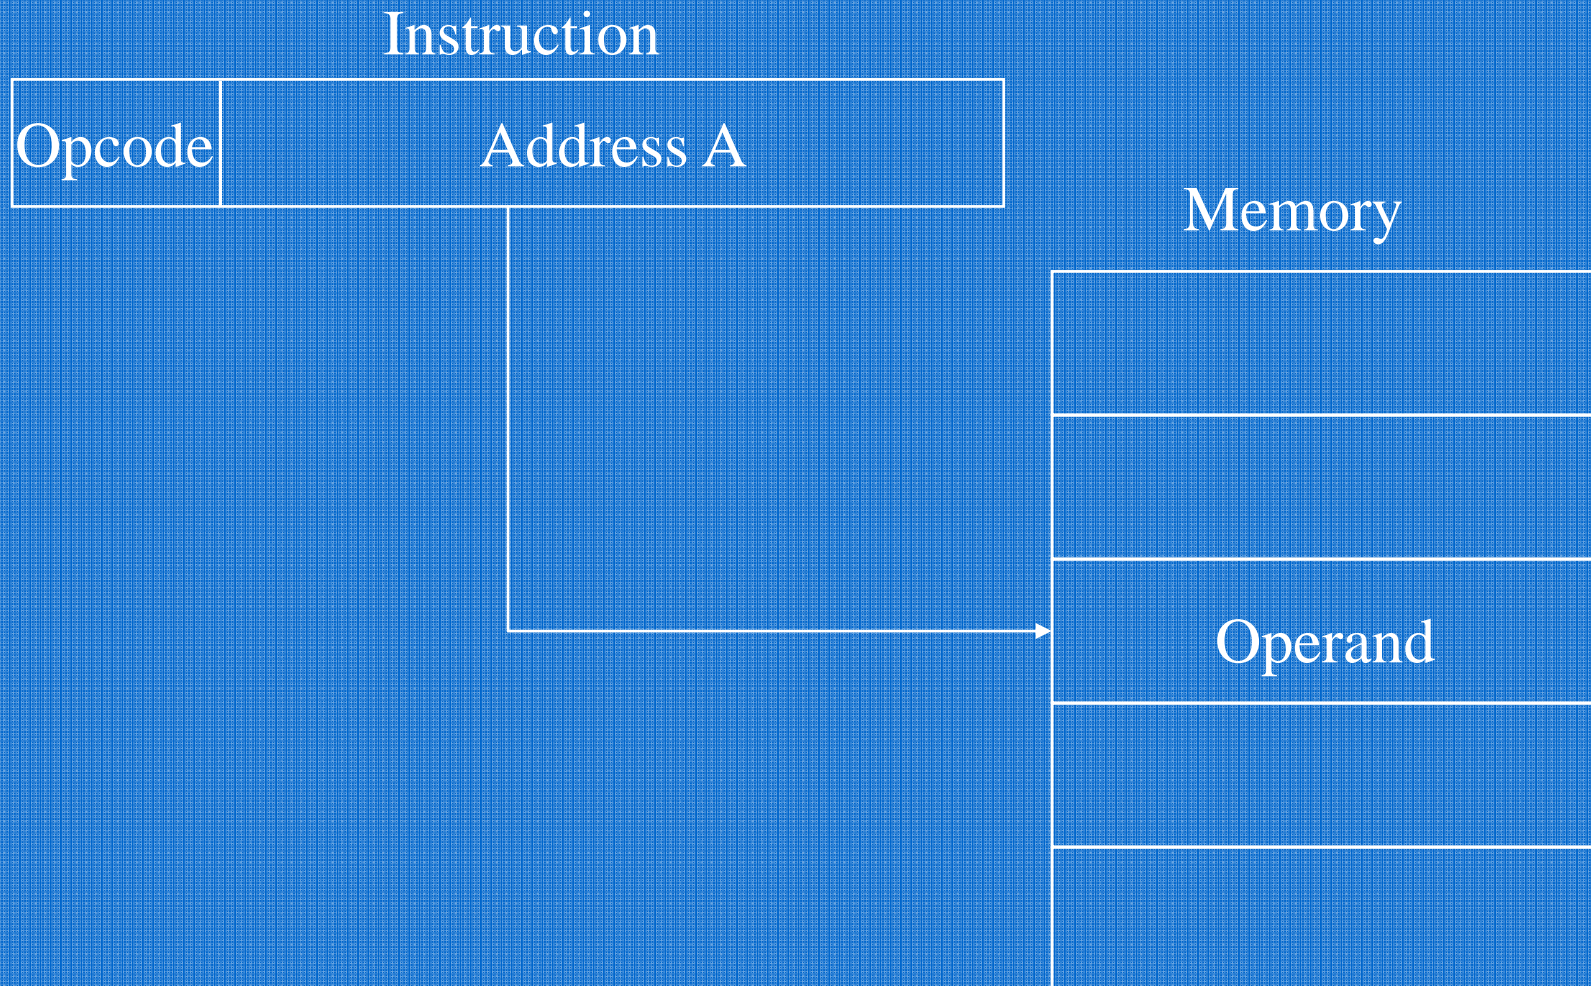 Instruction
Opcode
Address A
Memory
Operand